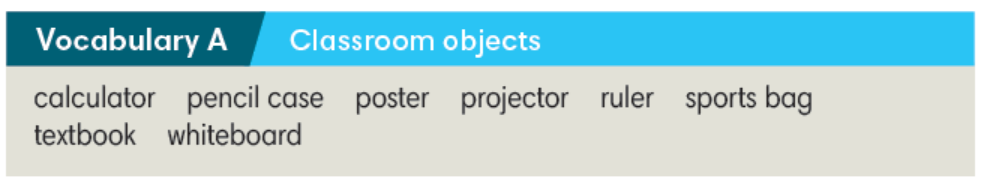 Vocabulary A Classroom objects
calculator pencil case poster projector ruler sports bag
textbook whiteboard